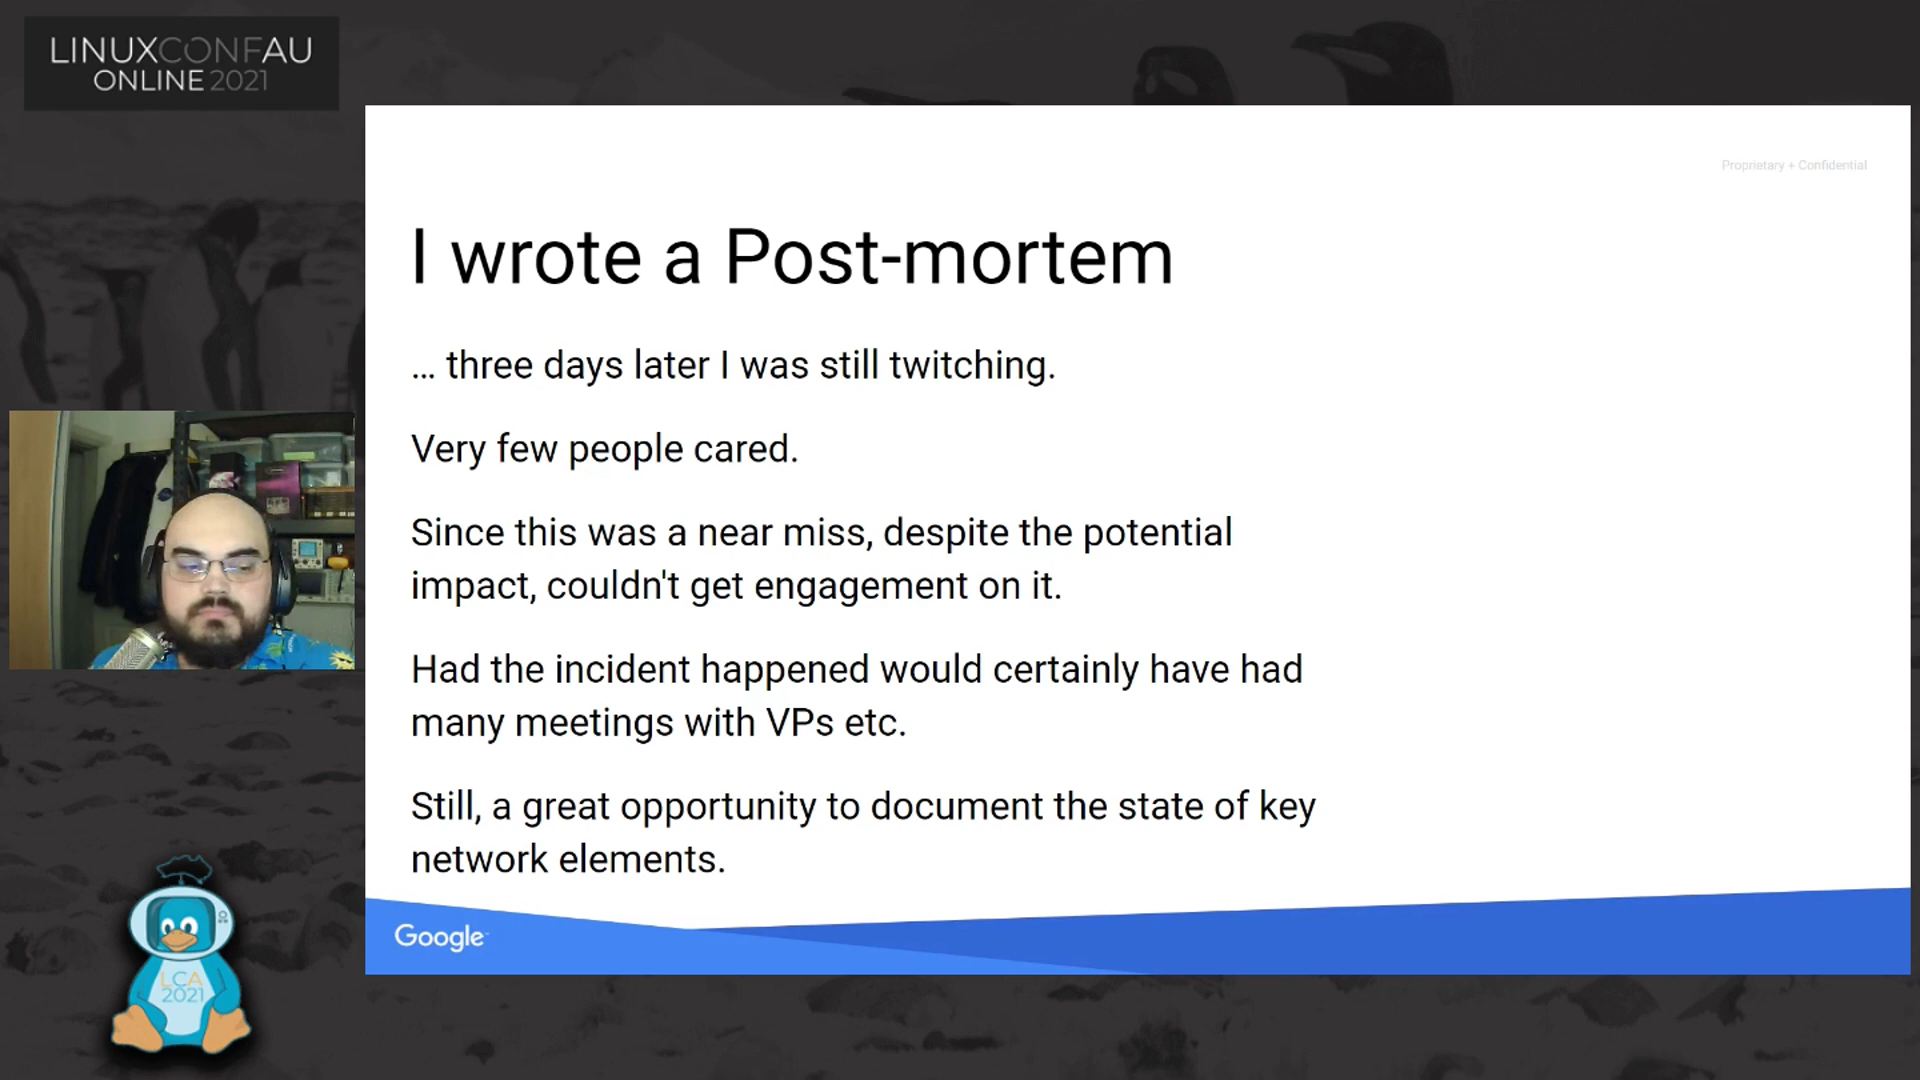 LINUXCONFAU
ONLINE 2021
Proprietary + Confidential
I wrote a Post-mortem
... three days later I was still twitching.
Very few people cared.
Since this was a near miss, despite the potential
impact, couldn't get engagement on it.
Had the incident happened would certainly have had
many meetings with VPs etc.
Still, a great opportunity to document the state of key
network elements.
Google
LCA
2021